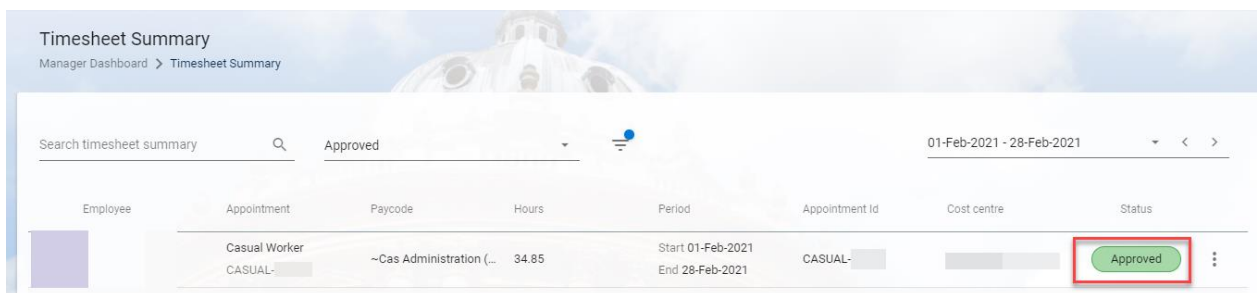 Timesheet Summary
Manager Dashboard > Timesheet Summary
Search timesheet summary Approved 01-Feb-2021 - 28-Feb-2021 < >
Employee Appointment Paycode Hours Period Appointment Id Cost centre Status
Casual Worker Start 01-Feb-2021
~Cas Administration (... 34.85 CASUAL- Approved
CASUAL- End 28-Feb-2021